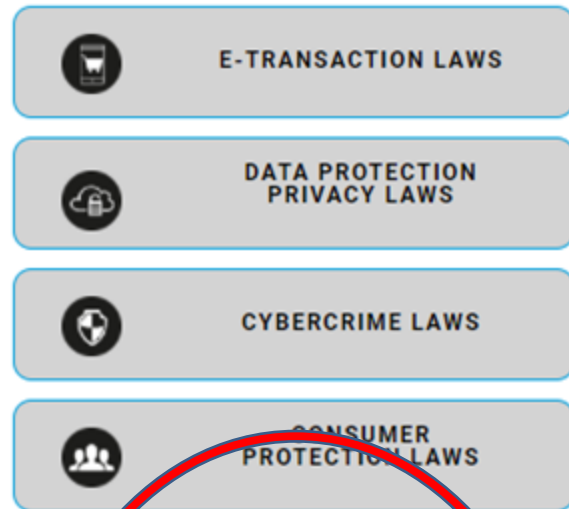 E-TRANSACTION LAWS
DATA PROTECTION
PRIVACY LAWS
CYBERCRIME LAWS
CONSUMER
PROTECTION LAWS